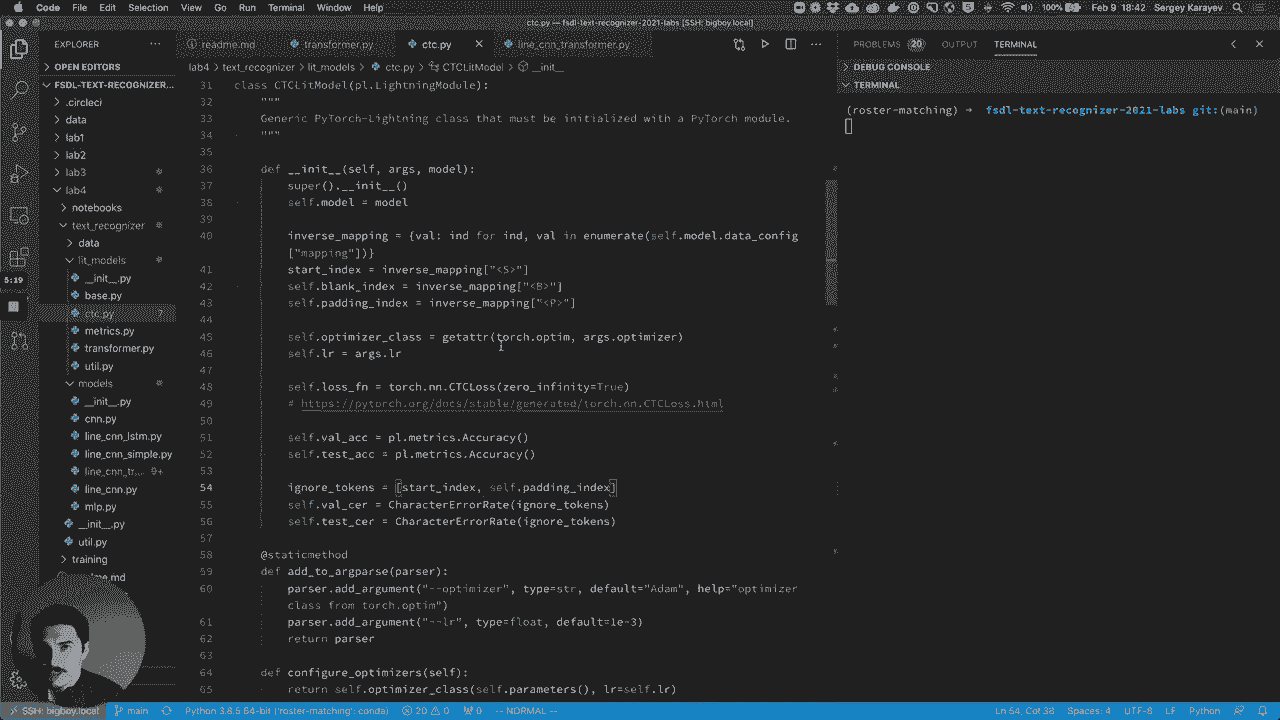 Code File Edit Selection View Go Run Terminal Window Help
100% Feb 9 18:42 Sergey Karayev
ctc.py — fsdl-text-recognizer-2021-labs [SSH: bigboy.local]
EXPLORER
readme.md transformer.py ctc.py line_cnn_transformer.py
PROBLEMS 20 OUTPUT TERMINAL
OPEN EDITORS
lab4 > text_recognizer > lit_models > ctc.py > CTCLitModel > __init__
DEBUG CONSOLE
FSDL-TEXT-RECOGNIZER...
TERMINAL
.circleci
data
lab1
lab2
lab3
lab4
notebooks
text_recognizer
data
lit_models
__init__.py
base.py
ctc.py 7
metrics.py
transformer.py
util.py
models
__init__.py
cnn.py
line_cnn_lstm.py
line_cnn_simple.py
line_cnn_tr... 9+
line_cnn.py
mlp.py
__init__.py
util.py
training
5:19
31 class CTCLitModel(pl.LightningModule):
32 """
33 Generic PyTorch-Lightning class that must be initialized with a PyTorch module.
34 """
35
36 def __init__(self, args, model):
37 super().__init__()
38 self.model = model
39
40 inverse_mapping = {val: ind for ind, val in enumerate(self.model.data_config
["mapping"])}
41 start_index = inverse_mapping["<S>"]
42 self.blank_index = inverse_mapping["<B>"]
43 self.padding_index = inverse_mapping["<P>"]
44
45 self.optimizer_class = getattr(torch.optim, args.optimizer)
46 self.lr = args.lr
47
48 self.loss_fn = torch.nn.CTCLoss(zero_infinity=True)
49 # https://pytorch.org/docs/stable/generated/torch.nn.CTCLoss.html
50
51 self.val_acc = pl.metrics.Accuracy()
52 self.test_acc = pl.metrics.Accuracy()
53
54 ignore_tokens = [start_index, self.padding_index]
55 self.val_cer = CharacterErrorRate(ignore_tokens)
56 self.test_cer = CharacterErrorRate(ignore_tokens)
57
58 @staticmethod
59 def add_to_argparse(parser):
60 parser.add_argument("--optimizer", type=str, default="Adam", help="optimizer
class from torch.optim")
61 parser.add_argument("--lr", type=float, default=1e-3)
62 return parser
63
64 def configure_optimizers(self):
65 return self.optimizer_class(self.parameters(), lr=self.lr)
(roster-matching) → fsdl-text-recognizer-2021-labs git:(main)
SSH: bigboy.local main Python 3.8.5 64-bit ('roster-matching': conda) 20 0 0 -- NORMAL -- Ln 54, Col 38 Spaces: 4 UTF-8 LF Python